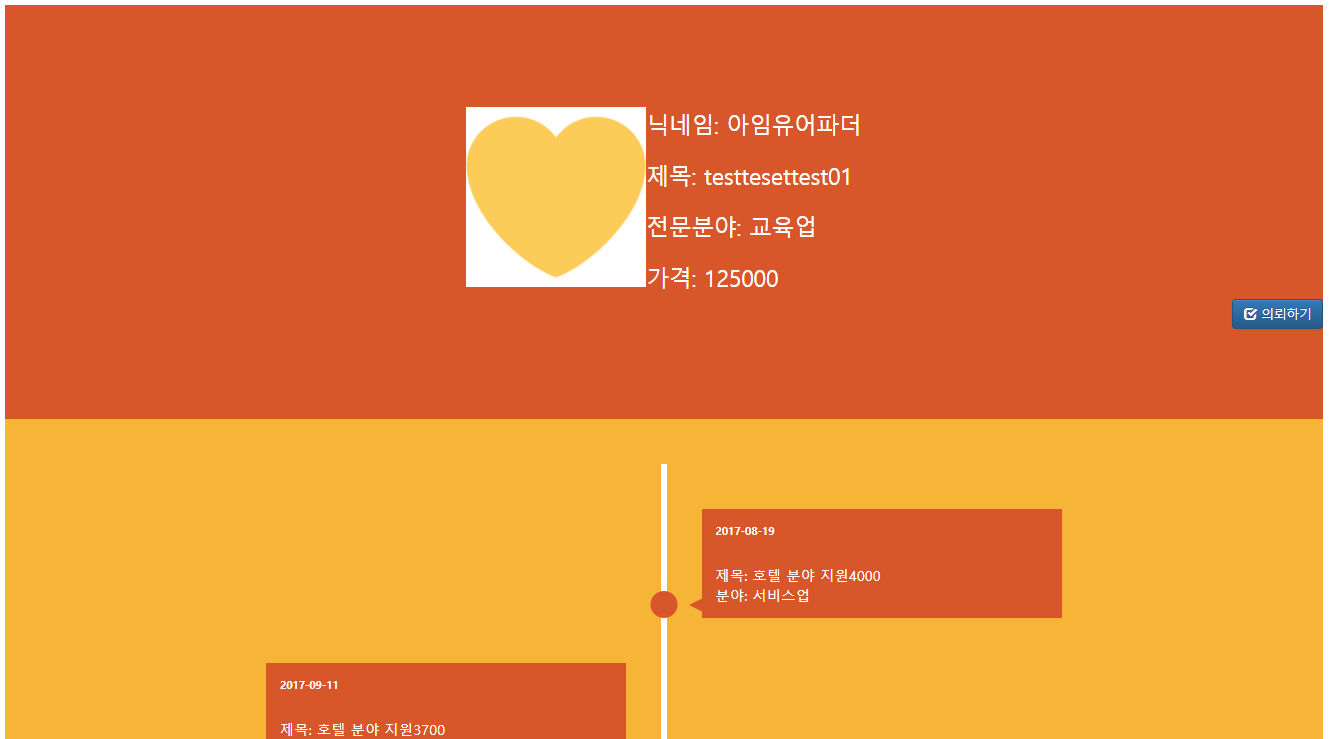 닉네임: 아임유어파더
제목: testtesettest01
전문분야: 교육업
가격: 125000
의뢰하기
2017-08-19
제목: 호텔 분야 지원4000
분야: 서비스업
2017-09-11
제목: 호텔 분야 지원3700